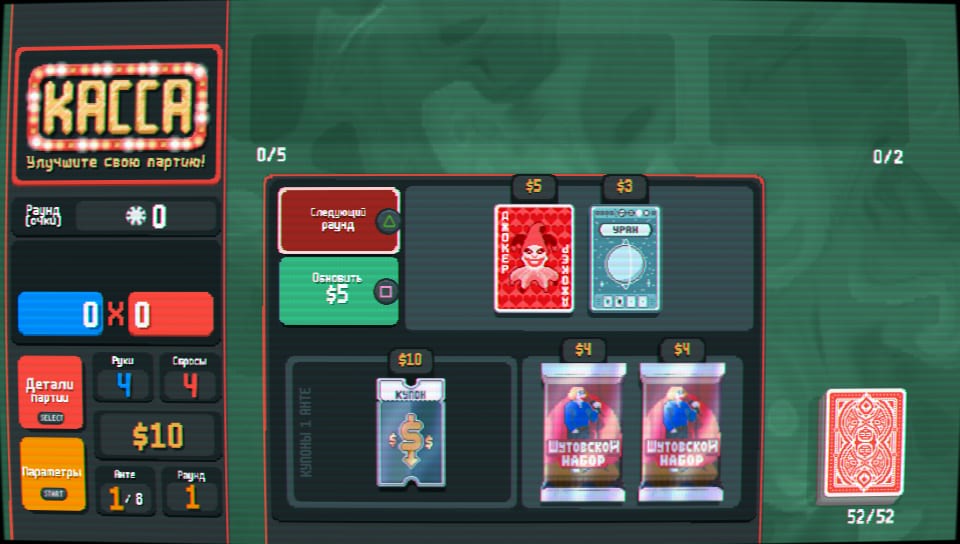 КАССА
Улучшите свою партию!
Раунд
(очки)
0
0 X 0
Руки
4
Сбросы
4
Детали
партии
SELECT
$10
Параметры
START
Анте
1/8
Раунд
1
0/5
0/2
Следующий
раунд
Обновить
$5
$5
ДЖОКЕР
ДЖОКЕР
$3
УРАН
КУПОНЫ 1 АНТЕ
$10
КУПОН
$ $ $
$4
ШУТОВСКОЙ
НАБОР
$4
ШУТОВСКОЙ
НАБОР
52/52